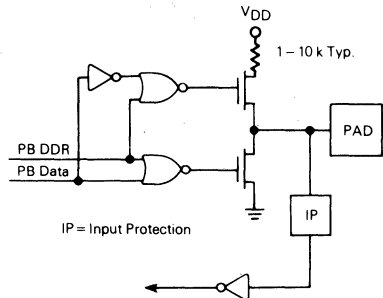 VDD
1 – 10 k Typ.
PAD
PB DDR
PB Data
IP
IP = Input Protection